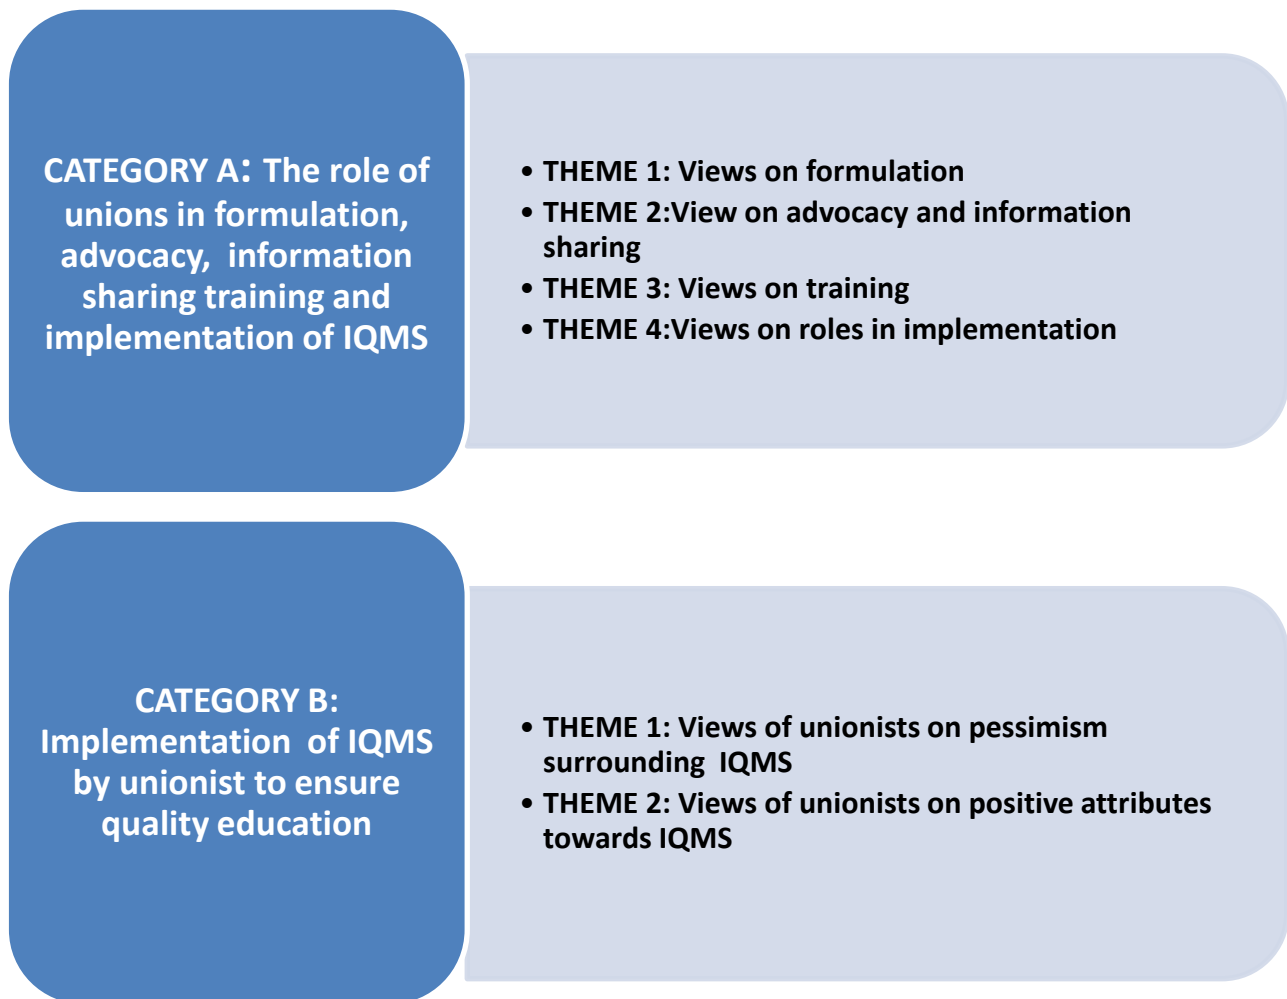 CATEGORY A: The role of
unions in formulation,
advocacy, information
sharing training and
implementation of IQMS
• THEME 1: Views on formulation
• THEME 2:View on advocacy and information
sharing
• THEME 3: Views on training
• THEME 4:Views on roles in implementation
CATEGORY B:
Implementation of IQMS
by unionist to ensure
quality education
• THEME 1: Views of unionists on pessimism
surrounding IQMS
• THEME 2: Views of unionists on positive attributes
towards IQMS